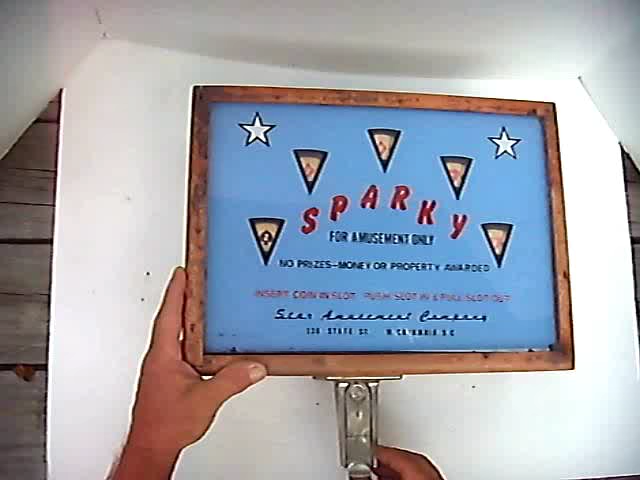 SPARKY
FOR AMUSEMENT ONLY
NO PRIZES-MONEY OR PROPERTY AWARDED
INSERT COIN IN SLOT PUSH SLOT IN & PULL SLOT OUT
Star Amusement Company
STATE ST. W. COLUMBIA S.C.